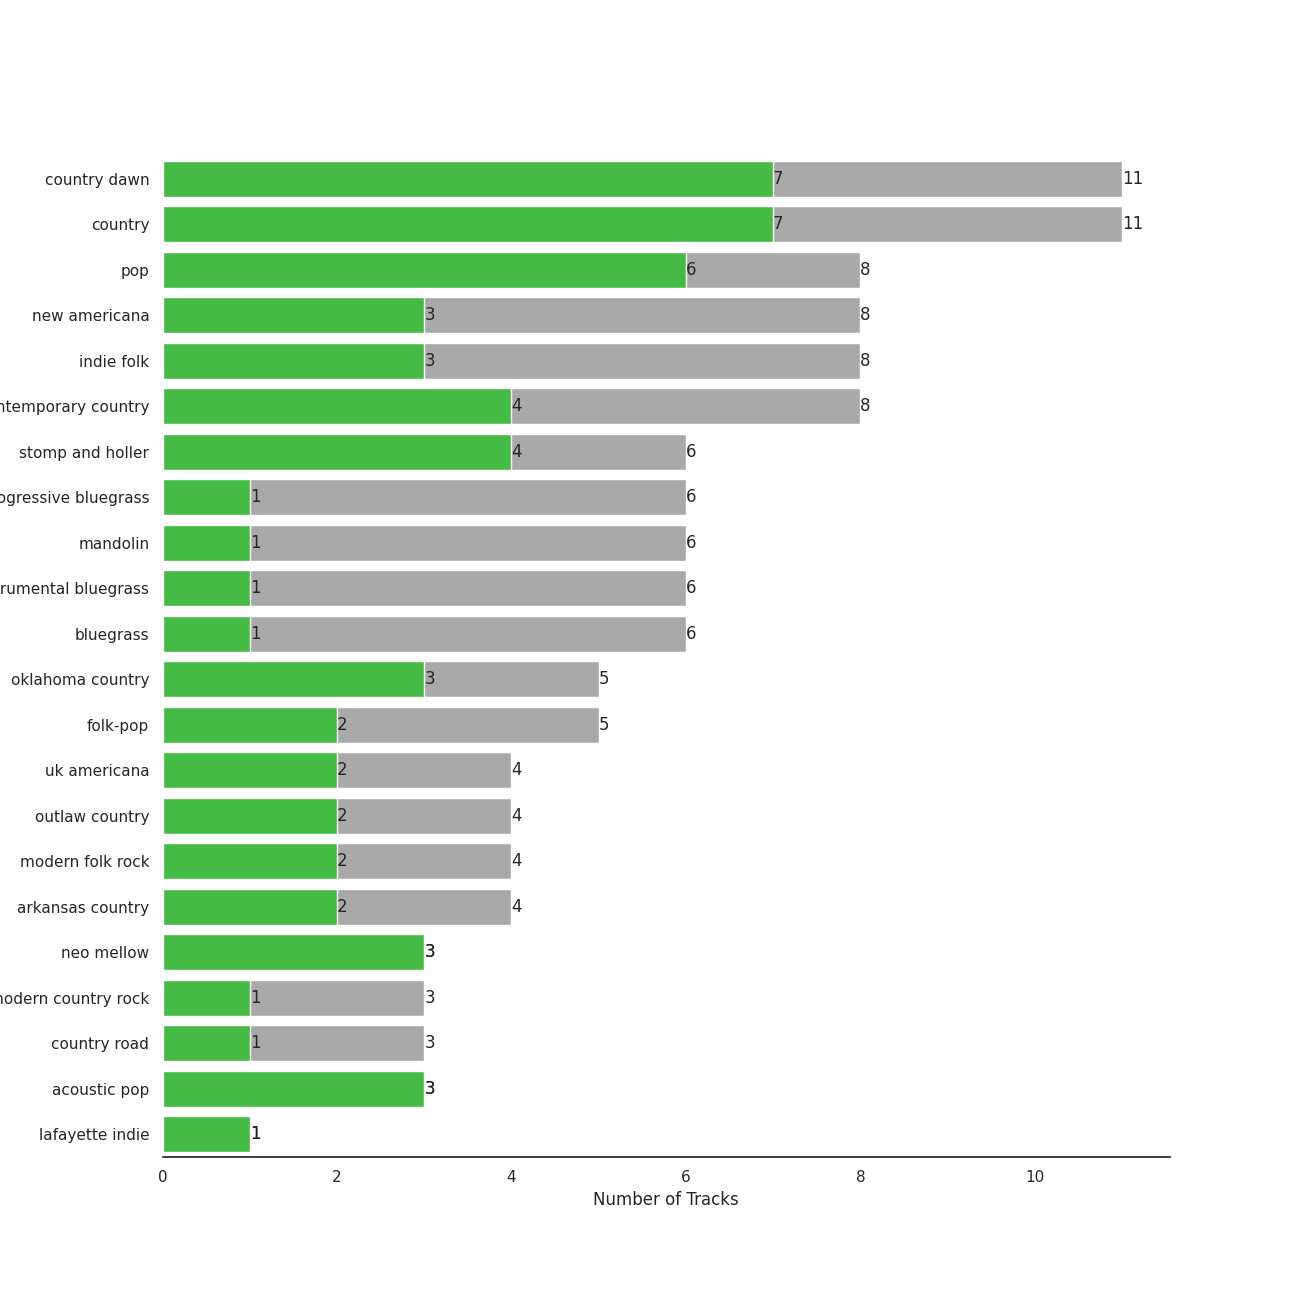 country dawn 7 11
country 7 11
pop 6 8
new americana 3 8
indie folk 3 8
ntemporary country 4 8
stomp and holler 4 6
ogressive bluegrass 1 6
mandolin 1 6
rumental bluegrass 1 6
bluegrass 1 6
oklahoma country 3 5
folk-pop 2 5
uk americana 2 4
outlaw country 2 4
modern folk rock 2 4
arkansas country 2 4
neo mellow 3
modern country rock 1 3
country road 1 3
acoustic pop 3
lafayette indie 1
0 2 4 6 8 10
Number of Tracks